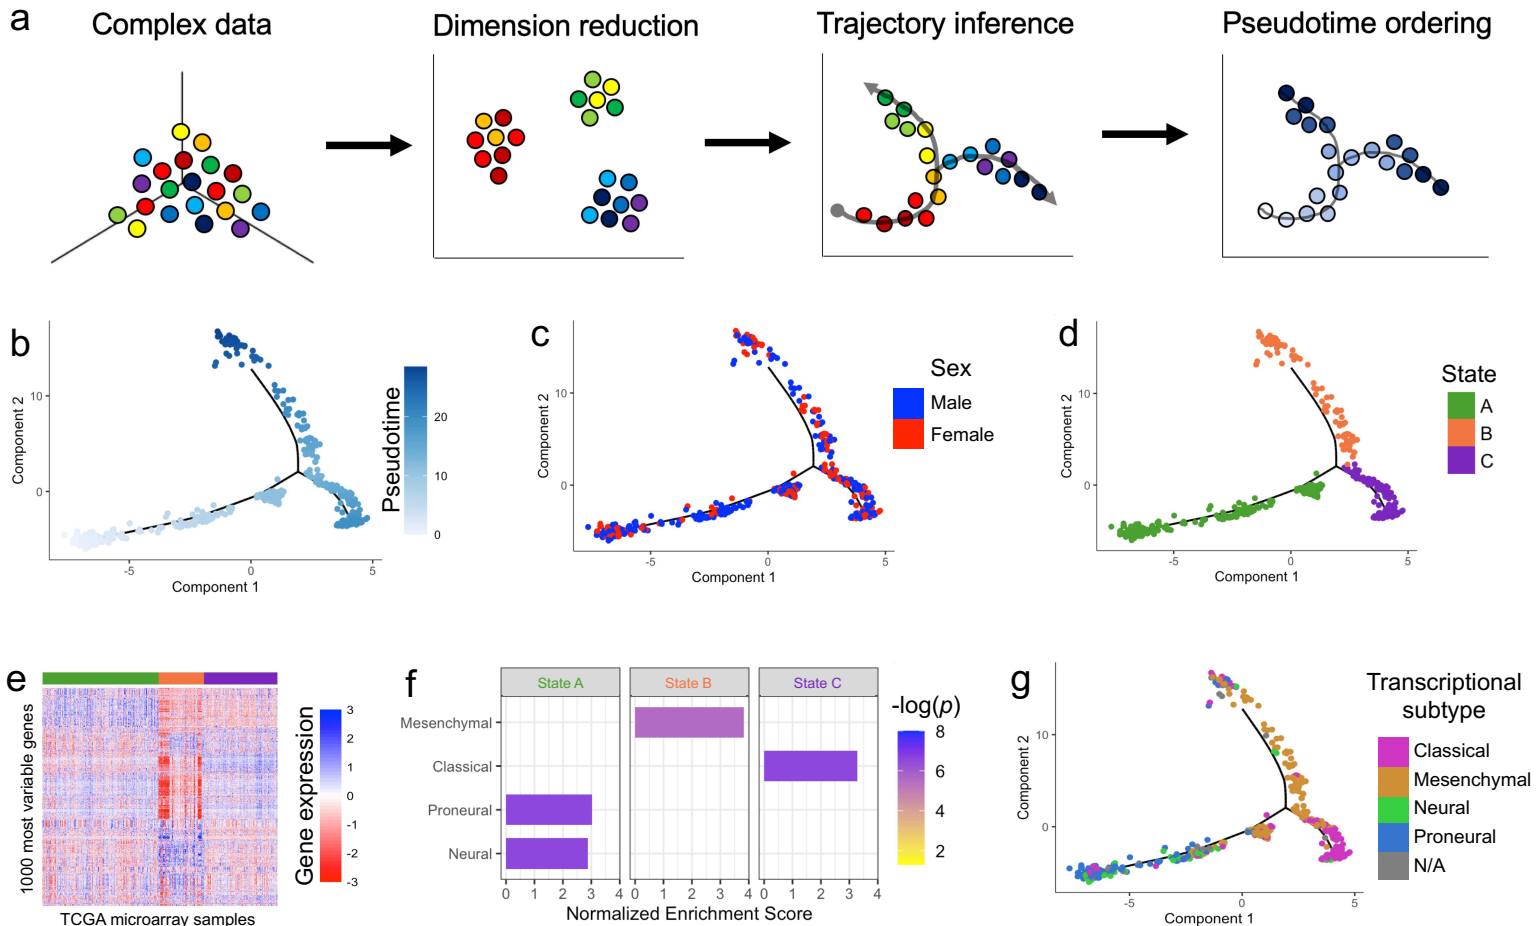 a
Complex data
Dimension reduction
Trajectory inference
Pseudotime ordering
b
Component 2
10
0
-5
0
5
Component 1
Pseudotime
20
10
0
c
Component 2
10
0
-5
0
5
Component 1
Sex
Male
Female
d
Component 2
10
0
-5
0
5
Component 1
State
A
B
C
e
1000 most variable genes
TCGA microarray samples
Gene expression
3
2
1
0
-1
-2
-3
f
State A
State B
State C
Mesenchymal
Classical
Proneural
Neural
0 1 2 3 4
0 1 2 3 4
0 1 2 3 4
Normalized Enrichment Score
-log(p)
8
6
4
2
g
Component 2
10
0
-5
0
5
Component 1
Transcriptional
subtype
Classical
Mesenchymal
Neural
Proneural
N/A